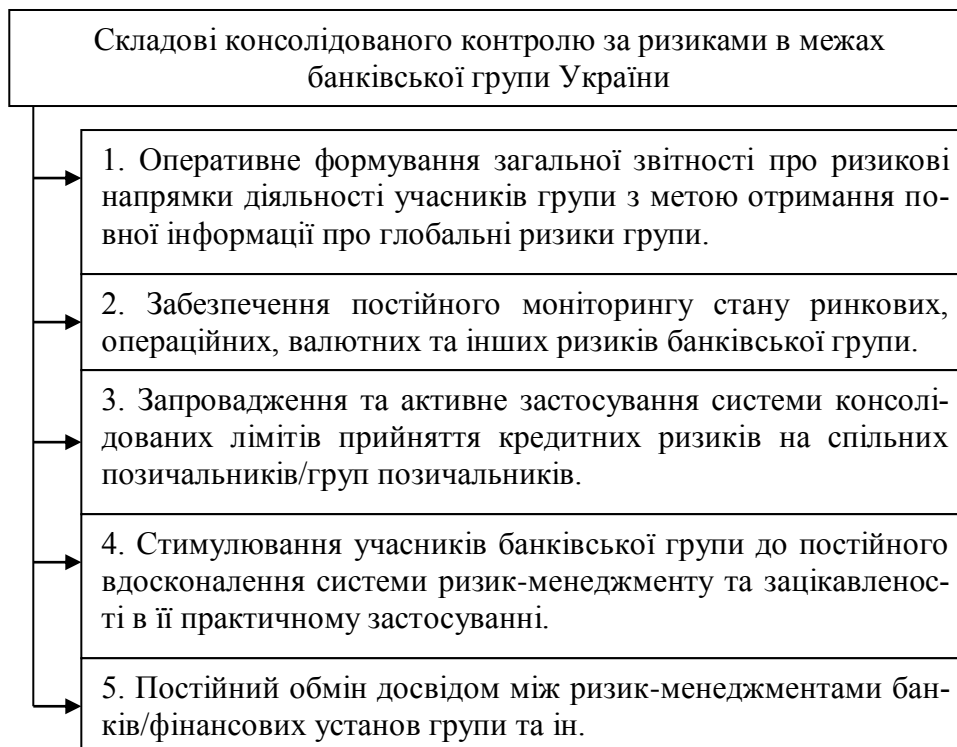 Складові консолідованого контролю за ризиками в межах
банківської групи України
1. Оперативне формування загальної звітності про ризикові
напрямки діяльності учасників групи з метою отримання по-
вної інформації про глобальні ризики групи.
2. Забезпечення постійного моніторингу стану ринкових,
операційних, валютних та інших ризиків банківської групи.
3. Запровадження та активне застосування системи консолі-
дованих лімітів прийняття кредитних ризиків на спільних
позичальників/груп позичальників.
4. Стимулювання учасників банківської групи до постійного
вдосконалення системи ризик-менеджменту та зацікавленос-
ті в її практичному застосуванні.
5. Постійний обмін досвідом між ризик-менеджментами бан-
ків/фінансових установ групи та ін.